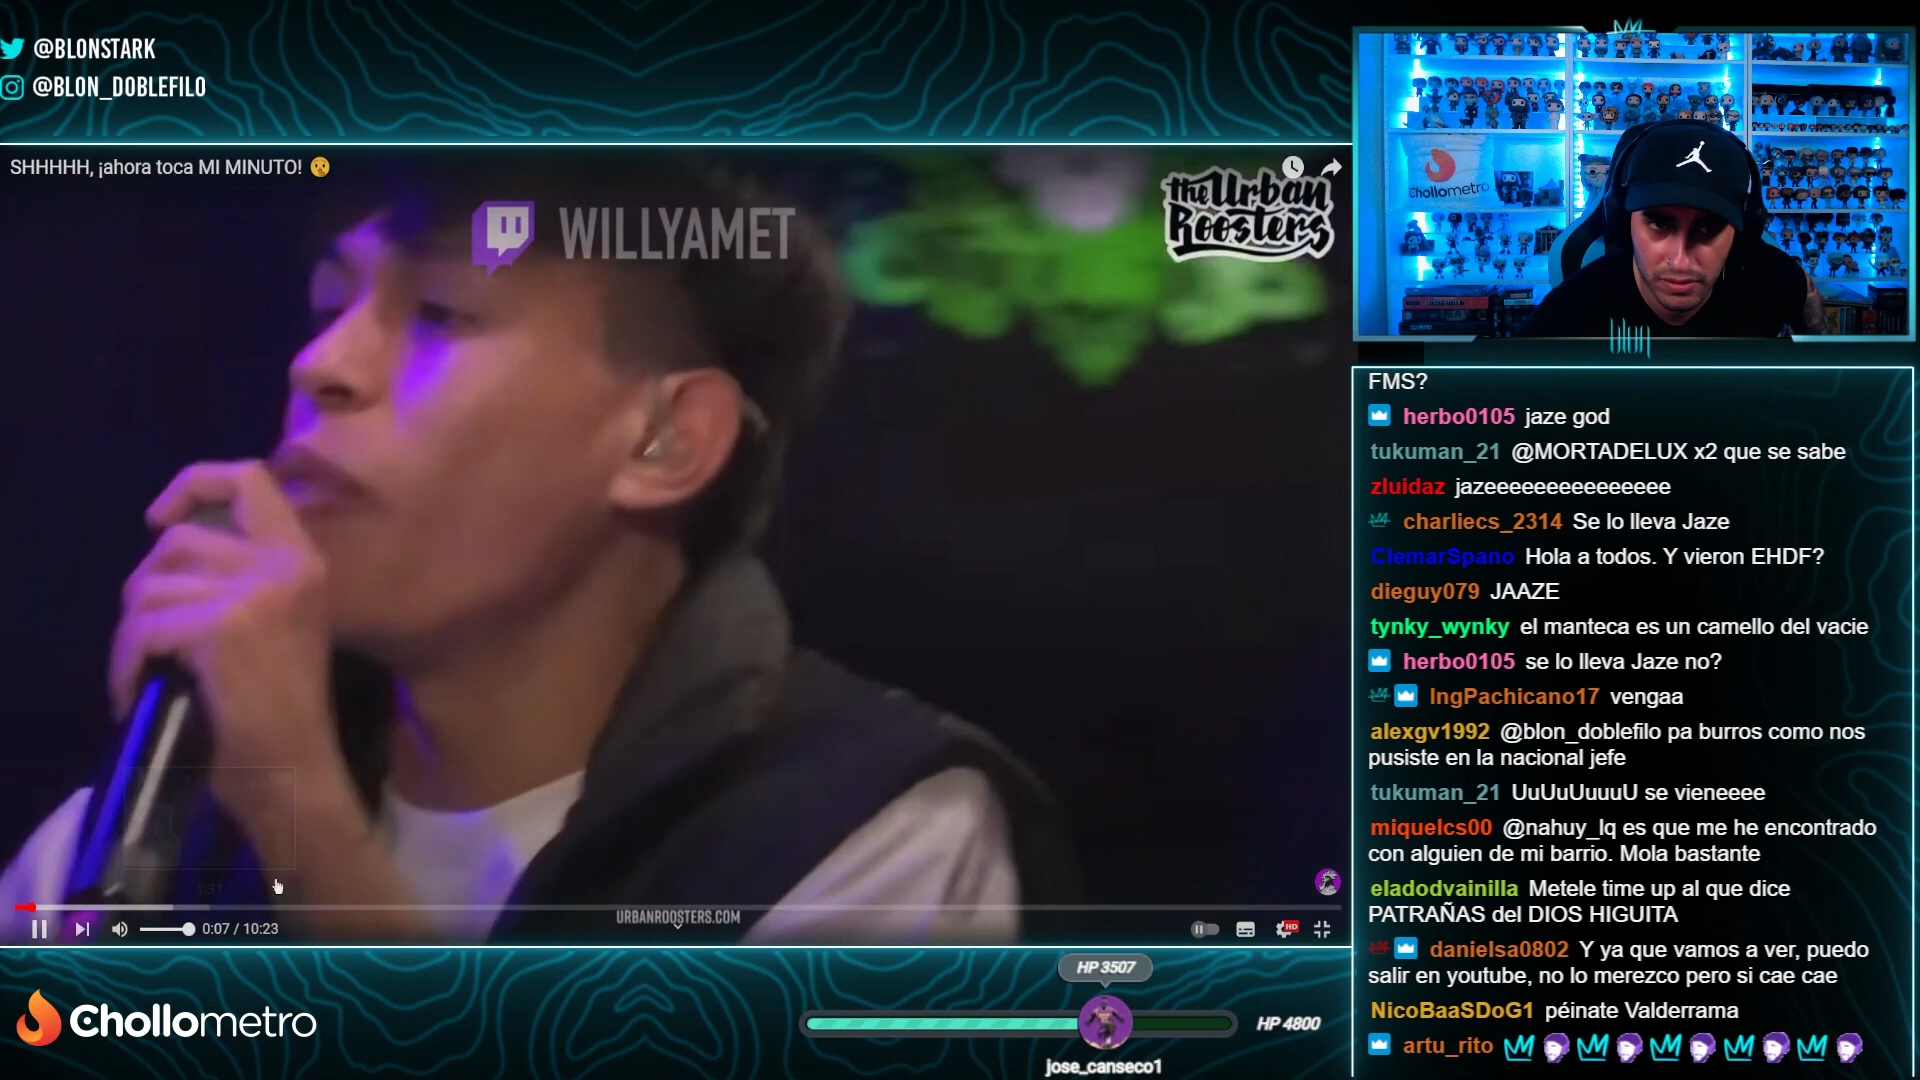 @BLONSTARK
@BLON_DOBLEFILO
SHHHHH, ¡ahora toca MI MINUTO! 🤫
WILLYAMET
the Urban
Roosters
Chollometro
1:31
URBANROOSTERS.COM
0:07 / 10:23
HD
Chollometro
HP 3507
HP 4800
jose_canseco1
FMS?
herbo0105 jaze god
tukuman_21 @MORTADELUX x2 que se sabe
zluidaz jazeeeeeeeeeeeeeee
charliecs_2314 Se lo lleva Jaze
ClemarSpano Hola a todos. Y vieron EHDF?
dieguy079 JAAZE
tynky_wynky el manteca es un camello del vacie
herbo0105 se lo lleva Jaze no?
IngPachicano17 vengaa
alexgv1992 @blon_doblefilo pa burros como nos
pusiste en la nacional jefe
tukuman_21 UuUuUuuuU se vieneeee
miquelcs00 @nahuy_lq es que me he encontrado
con alguien de mi barrio. Mola bastante
eladodvainilla Metele time up al que dice
PATRAÑAS del DIOS HIGUITA
danielsa0802 Y ya que vamos a ver, puedo
salir en youtube, no lo merezco pero si cae cae
NicoBaaSDoG1 péinate Valderrama
artu_rito